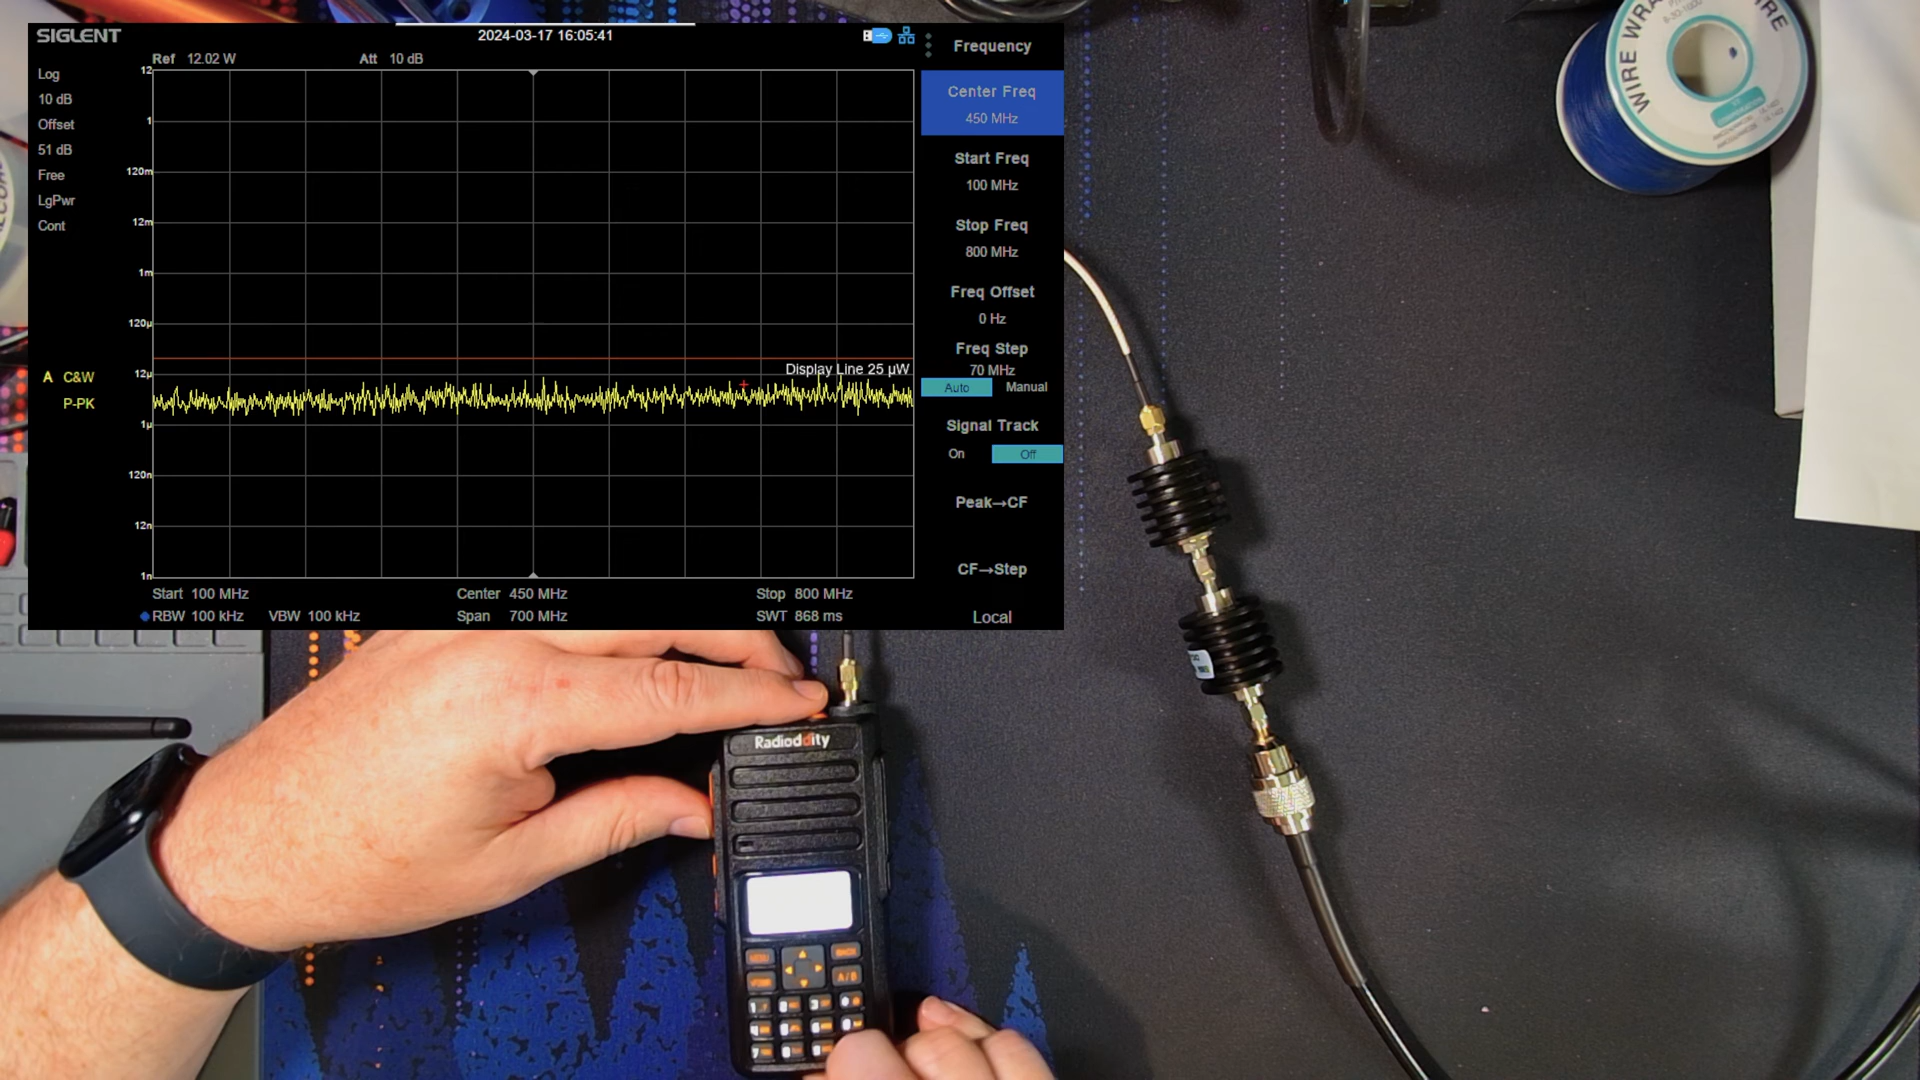 SIGLENT
2024-03-17 16:05:41
Ref 12.02 W
Att 10 dB
Log
10 dB
Offset
51 dB
Free
LgPwr
Cont
A C&W
P-PK
12
1
120m
12m
1m
120µ
12µ
1µ
120n
12n
1n
Display Line 25 µW
Start 100 MHz
Center 450 MHz
Stop 800 MHz
RBW 100 kHz
VBW 100 kHz
Span 700 MHz
SWT 868 ms
Frequency
Center Freq
450 MHz
Start Freq
100 MHz
Stop Freq
800 MHz
Freq Offset
0 Hz
Freq Step
70 MHz
Auto Manual
Signal Track
On Off
Peak→CF
CF→Step
Local
Radioddity
MENU
BACK
A/B
WIRE WRA
IRE